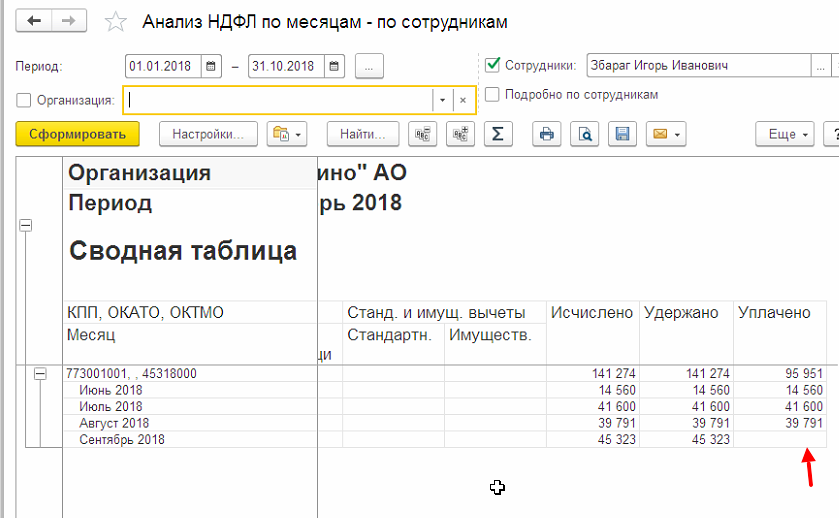 Анализ НДФЛ по месяцам - по сотрудникам
Период: 01.01.2018 – 31.10.2018 ... Сотрудники: Збараг Игорь Иванович ...
Организация: Подробно по сотрудникам
Сформировать Настройки... Найти... Σ Еще ?
Организация ино" АО
Период рь 2018
Сводная таблица
КПП, ОКАТО, ОКТМО Станд. и имущ. вычеты Исчислено Удержано Уплачено
Месяц Стандартн. Имуществ.
ци
773001001, , 45318000 141 274 141 274 95 951
Июнь 2018 14 560 14 560 14 560
Июль 2018 41 600 41 600 41 600
Август 2018 39 791 39 791 39 791
Сентябрь 2018 45 323 45 323